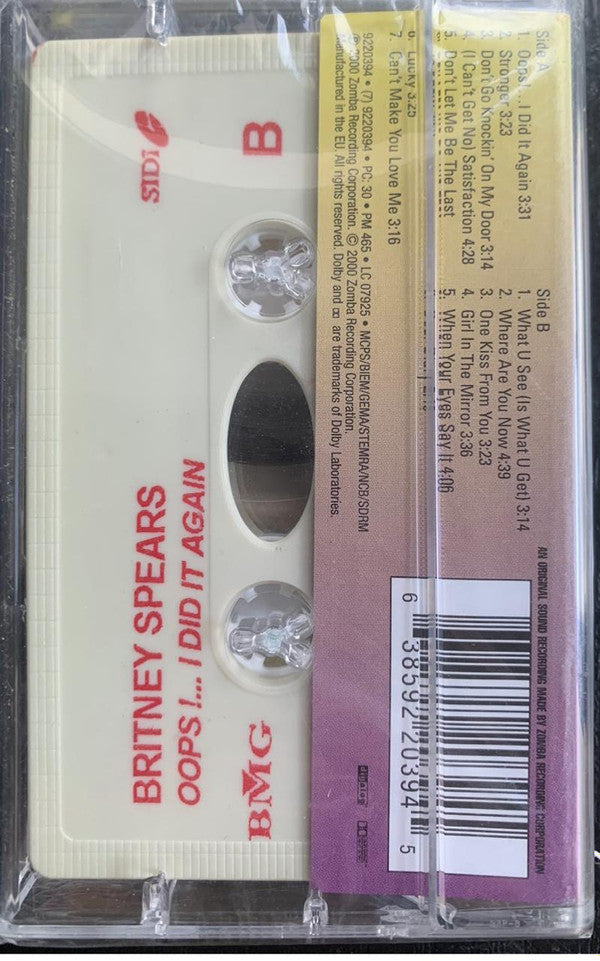 Side A
1. Oops!...I Did It Again 3:31
2. Stronger 3:23
3. Don't Go Knockin' On My Door 3:14
4. (I Can't Get No) Satisfaction 4:28
5. Don't Let Me Be The Last
6. Lucky 3.25
7. Can't Make You Love Me 3:16
Side B
1. What U See (Is What U Get) 3:14
2. Where Are You Now 4:39
3. One Kiss From You 3:23
4. Girl In The Mirror 3:36
5. When Your Eyes Say It 4:06
9220394 • (7) 9220394 • PC: 30 • PM 465 • LC 07925 • MCPS/BIEM/GEMA/STEMRA/NCB/SDRM
℗ 2000 Zomba Recording Corporation. © 2000 Zomba Recording Corporation.
Manufactured in the EU. All rights reserved. Dolby and are trademarks of Dolby Laboratories.
AN ORIGINAL SOUND RECORDING MADE BY ZOMBA RECORDING CORPORATION
6 38592 20394 5
B
BRITNEY SPEARS
OOPS !... I DID IT AGAIN
BMG